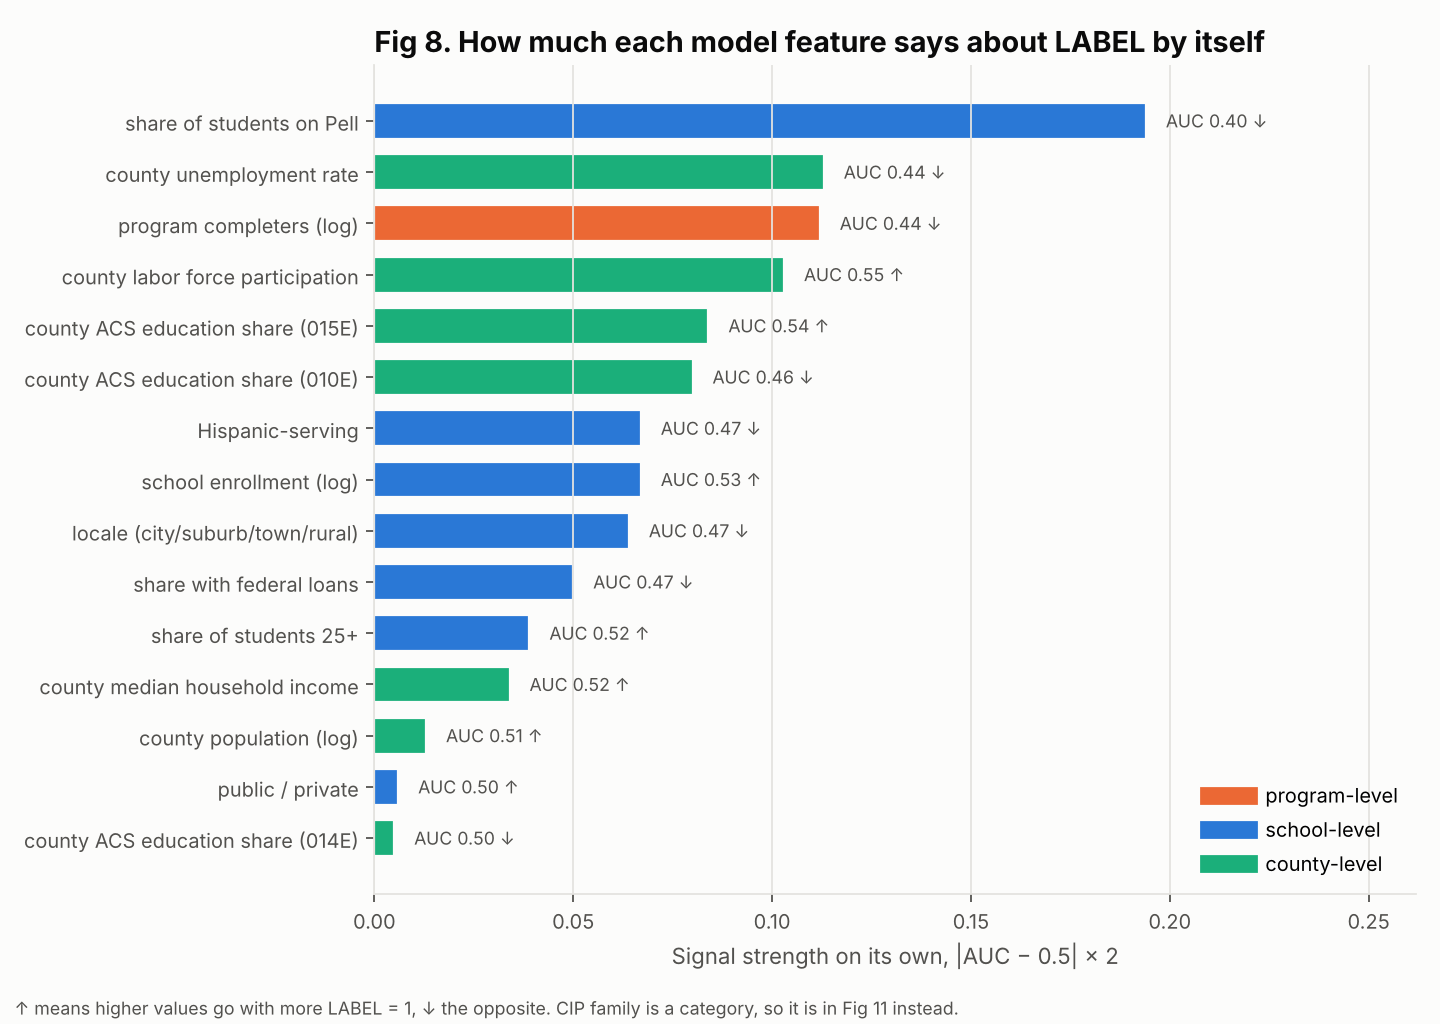 Fig 8. How much each model feature says about LABEL by itself
share of students on Pell AUC 0.40 ↓
county unemployment rate AUC 0.44 ↓
program completers (log) AUC 0.44 ↓
county labor force participation AUC 0.55 ↑
county ACS education share (015E) AUC 0.54 ↑
county ACS education share (010E) AUC 0.46 ↓
Hispanic-serving AUC 0.47 ↓
school enrollment (log) AUC 0.53 ↑
locale (city/suburb/town/rural) AUC 0.47 ↓
share with federal loans AUC 0.47 ↓
share of students 25+ AUC 0.52 ↑
county median household income AUC 0.52 ↑
county population (log) AUC 0.51 ↑
public / private AUC 0.50 ↑
county ACS education share (014E) AUC 0.50 ↓
program-level
school-level
county-level
0.00 0.05 0.10 0.15 0.20 0.25
Signal strength on its own, |AUC − 0.5| × 2
↑ means higher values go with more LABEL = 1, ↓ the opposite. CIP family is a category, so it is in Fig 11 instead.